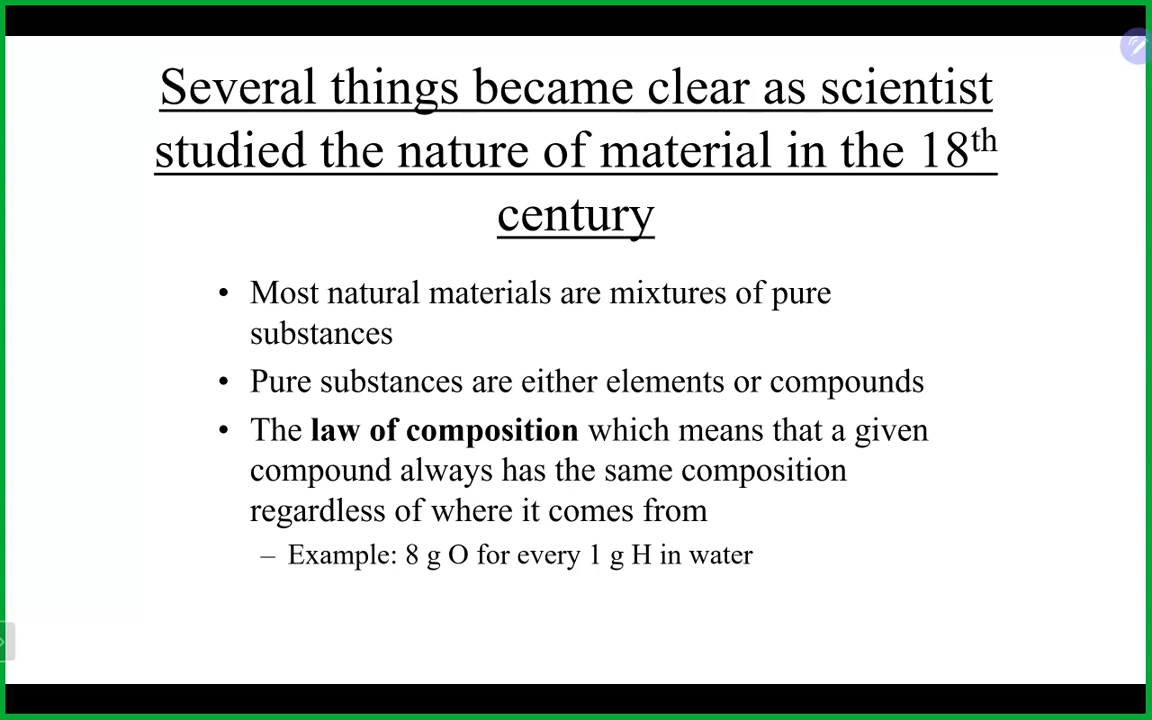 Several things became clear as scientist
studied the nature of material in the 18th
century
• Most natural materials are mixtures of pure
substances
• Pure substances are either elements or compounds
• The law of composition which means that a given
compound always has the same composition
regardless of where it comes from
– Example: 8 g O for every 1 g H in water